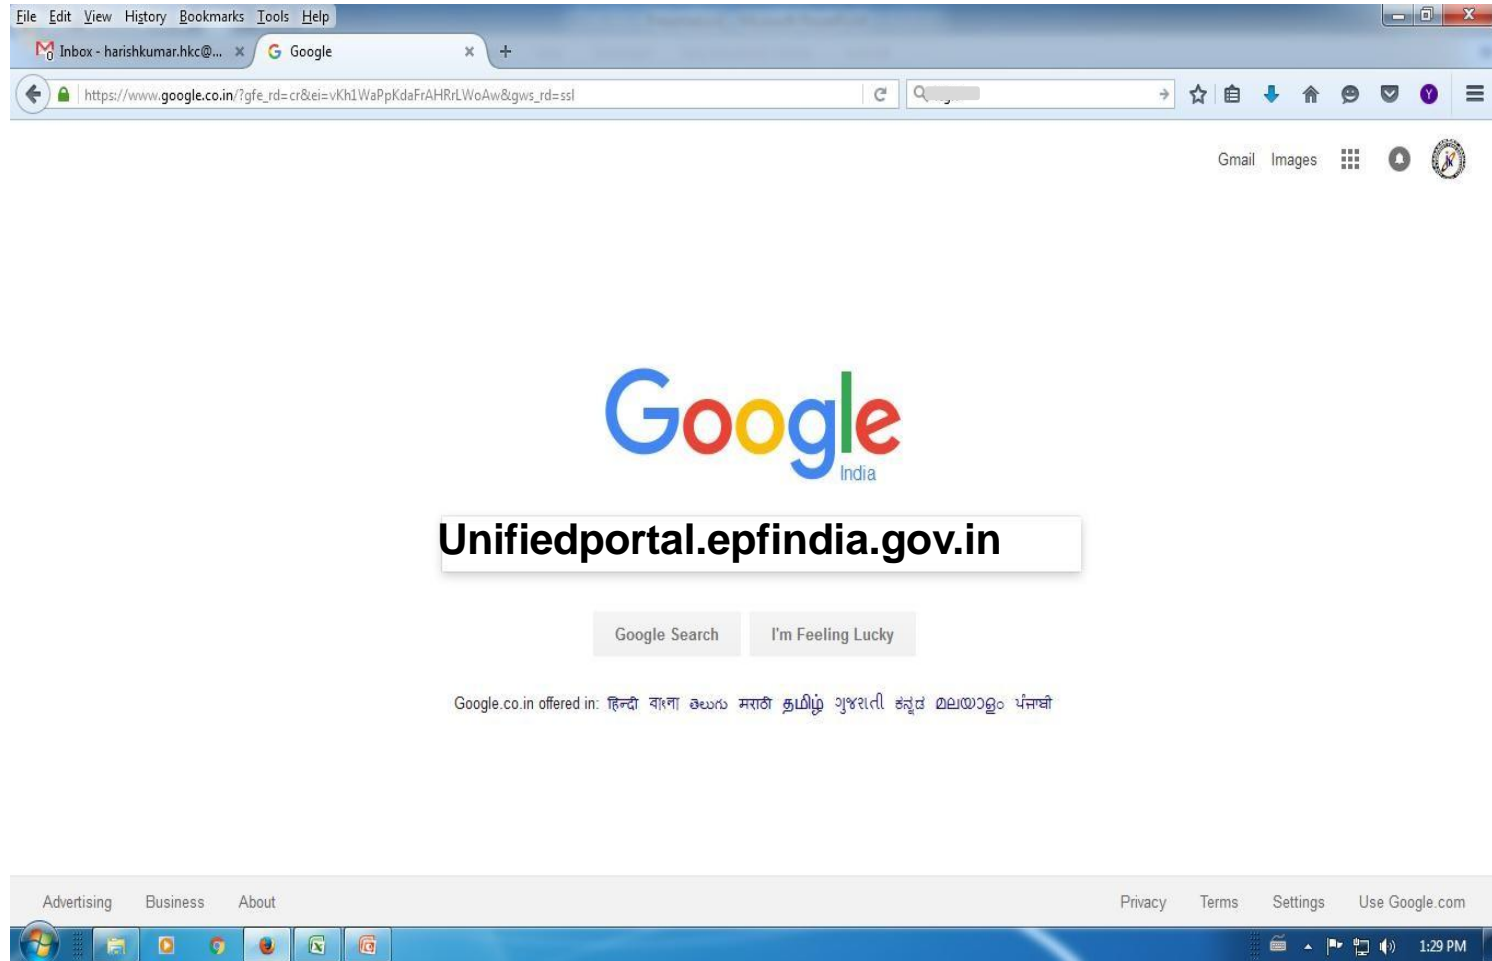 File Edit View History Bookmarks Tools Help
Inbox - harishkumar.hkc@... × Google × +
https://www.google.co.in/?gfe_rd=cr&ei=vKh1WaPpKdaFrAHRrLWoAw&gws_rd=ssl
Gmail Images
Google
India
Unifiedportal.epfindia.gov.in
Google Search I'm Feeling Lucky
Google.co.in offered in: हिन्दी বাংলা తెలుగు मराठी தமிழ் ગુજરાતી ಕನ್ನಡ മലയാളം ਪੰਜਾਬੀ
Advertising Business About Privacy Terms Settings Use Google.com
1:29 PM